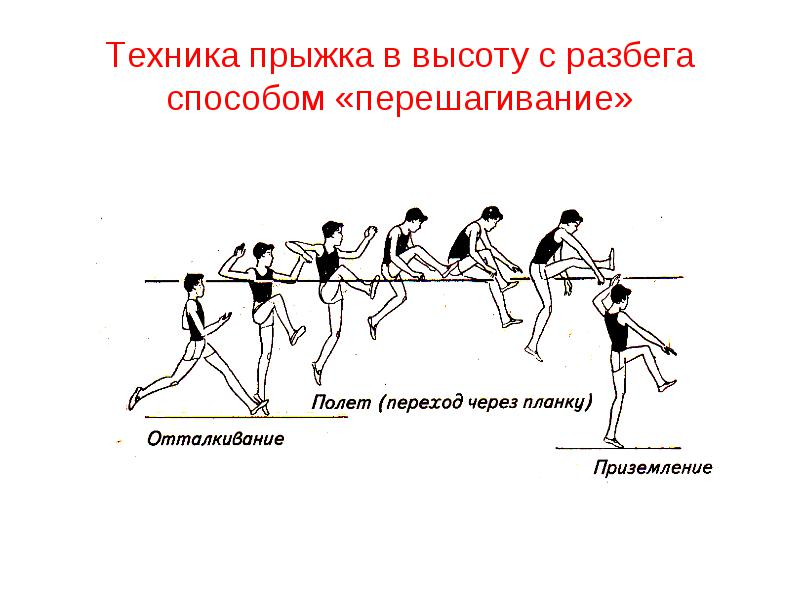 Техника прыжка в высоту с разбега
способом «перешагивание»
Полет (переход через планку)
Отталкивание
Приземление